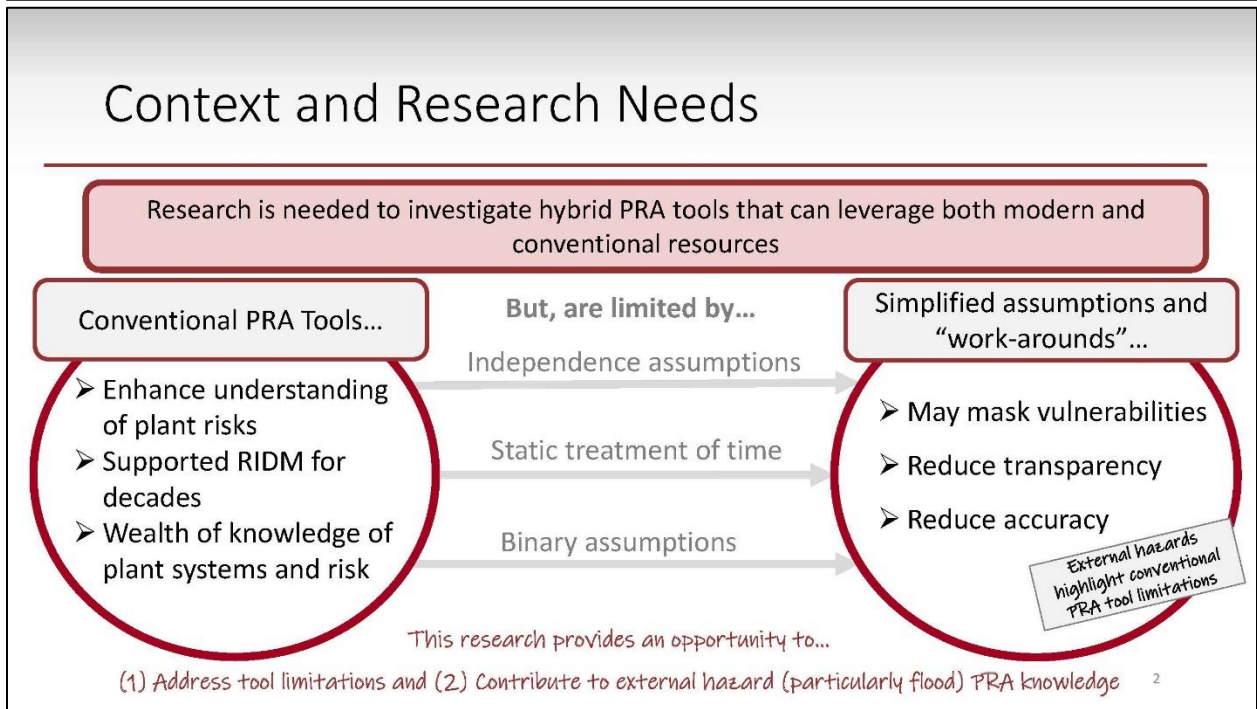 Context and Research Needs
Research is needed to investigate hybrid PRA tools that can leverage both modern and
conventional resources
Conventional PRA Tools...
➢ Enhance understanding
of plant risks
➢ Supported RIDM for
decades
➢ Wealth of knowledge of
plant systems and risk
But, are limited by...
Independence assumptions
Static treatment of time
Binary assumptions
Simplified assumptions and
“work-arounds”...
➢ May mask vulnerabilities
➢ Reduce transparency
➢ Reduce accuracy
External hazards
highlight conventional
PRA tool limitations
This research provides an opportunity to...
(1) Address tool limitations and (2) Contribute to external hazard (particularly flood) PRA knowledge
2